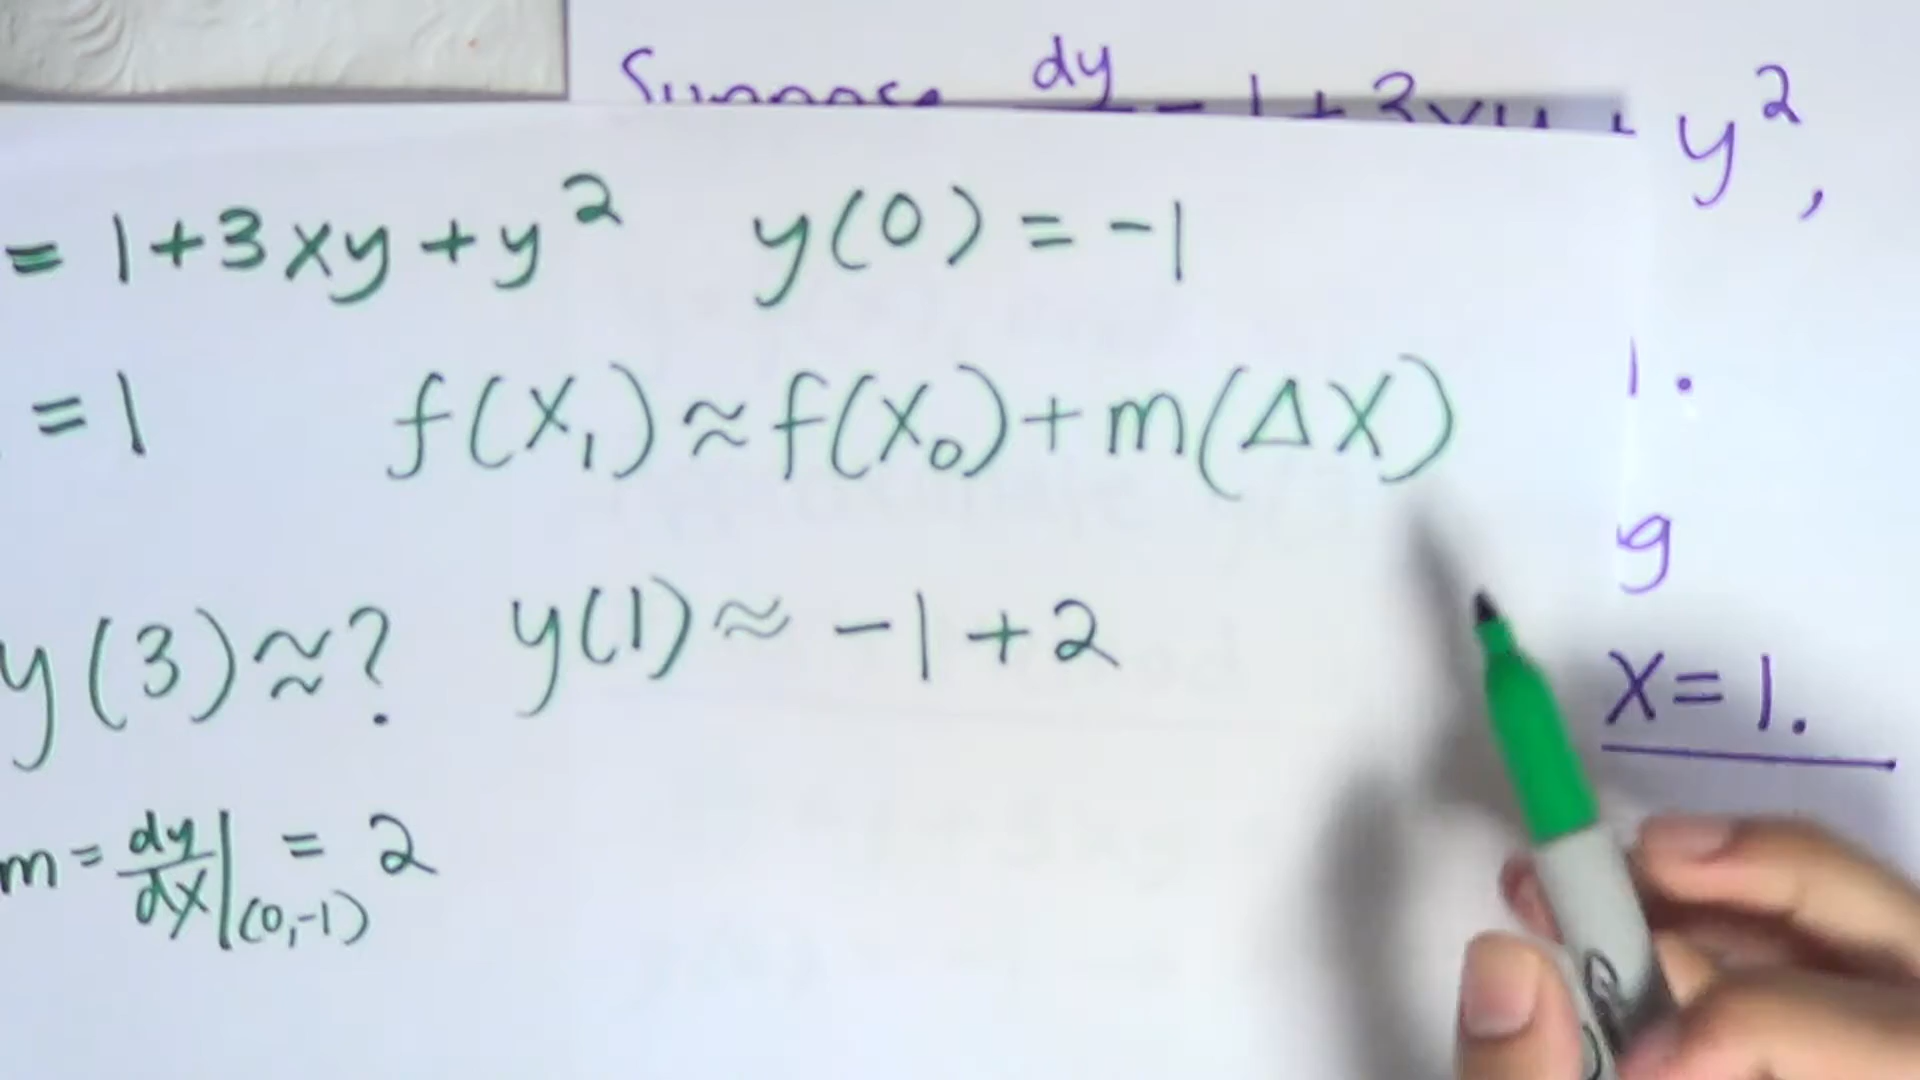 dy y²,
= 1+3xy+y² y(0) = -1
= 1 f(X₁) ≈ f(X₀)+m(ΔX) 1.
g
y(3)≈? y(1)≈ -1+2 X=1.
m = dy/dx|(0,-1) = 2